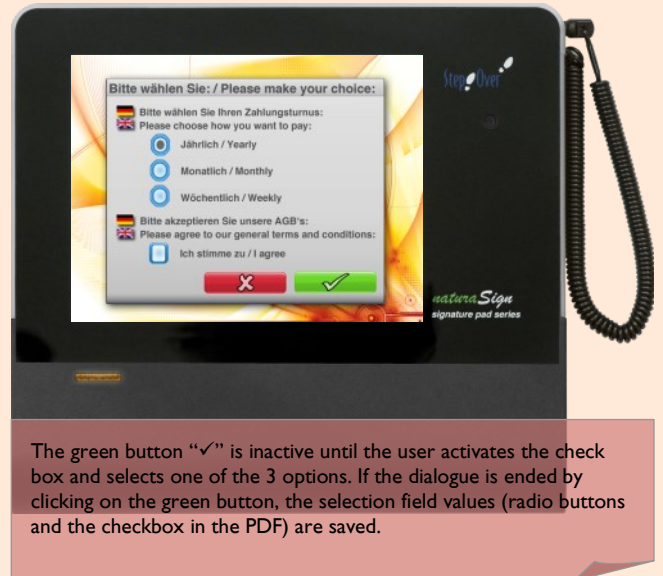 Step Over
Bitte wählen Sie: / Please make your choice:
Bitte wählen Sie Ihren Zahlungsturnus:
Please choose how you want to pay:
Jährlich / Yearly
Monatlich / Monthly
Wöchentlich / Weekly
Bitte akzeptieren Sie unsere AGB's:
Please agree to our general terms and conditions:
Ich stimme zu / I agree
naturaSign
signature pad series
The green button “✓” is inactive until the user activates the check
box and selects one of the 3 options. If the dialogue is ended by
clicking on the green button, the selection field values (radio buttons
and the checkbox in the PDF) are saved.